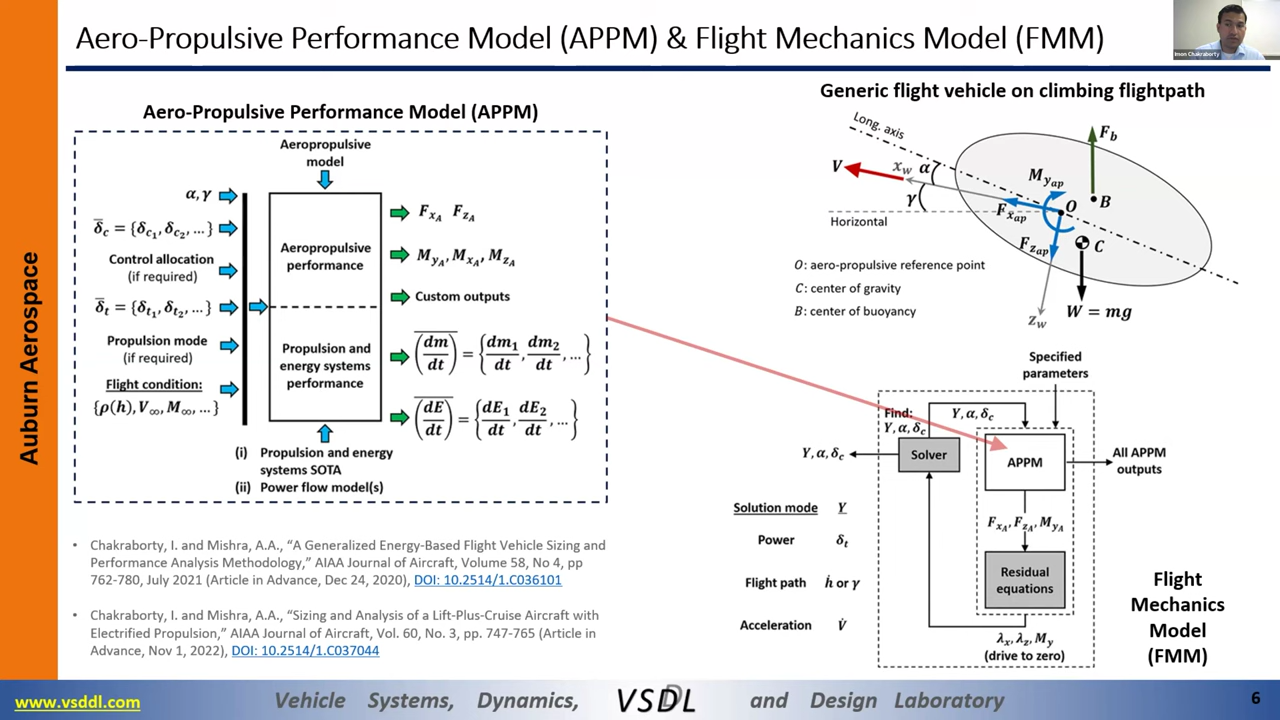 Aero-Propulsive Performance Model (APPM) & Flight Mechanics Model (FMM)
Imon Chakraborty
Auburn Aerospace
Aero-Propulsive Performance Model (APPM)
Aeropropulsive
model
α, γ
δ̅c = {δc1, δc2, …}
Control allocation
(if required)
δ̅t = {δt1, δt2, …}
Propulsion mode
(if required)
Flight condition:
{ρ(h), V∞, M∞, …}
Aeropropulsive
performance
Propulsion and
energy systems
performance
FxA FzA
MyA, MxA, MzA
Custom outputs
(dm/dt) = {dm1/dt, dm2/dt, …}
(dE/dt) = {dE1/dt, dE2/dt, …}
(i) Propulsion and energy
systems SOTA
(ii) Power flow model(s)
• Chakraborty, I. and Mishra, A.A., “A Generalized Energy-Based Flight Vehicle Sizing and
Performance Analysis Methodology,” AIAA Journal of Aircraft, Volume 58, No 4, pp
762-780, July 2021 (Article in Advance, Dec 24, 2020), DOI: 10.2514/1.C036101
• Chakraborty, I. and Mishra, A.A., “Sizing and Analysis of a Lift-Plus-Cruise Aircraft with
Electrified Propulsion,” AIAA Journal of Aircraft, Vol. 60, No. 3, pp. 747-765 (Article in
Advance, Nov 1, 2022), DOI: 10.2514/1.C037044
Generic flight vehicle on climbing flightpath
Long. axis
Fb
V
xw
α
Myap
γ
B
O
Fxap
Horizontal
Fzap
C
O: aero-propulsive reference point
C: center of gravity
B: center of buoyancy
zw
W = mg
Specified
parameters
Find:
Y, α, δc
Y, α, δc
Y, α, δc
Solver
APPM
All APPM
outputs
FxA, FzA, MyA
Residual
equations
λx, λz, My
(drive to zero)
Solution mode Y
Power δt
Flight path ḣ or γ
Acceleration V̇
Flight
Mechanics
Model
(FMM)
www.vsddl.com
Vehicle Systems, Dynamics, VSDDL and Design Laboratory
6